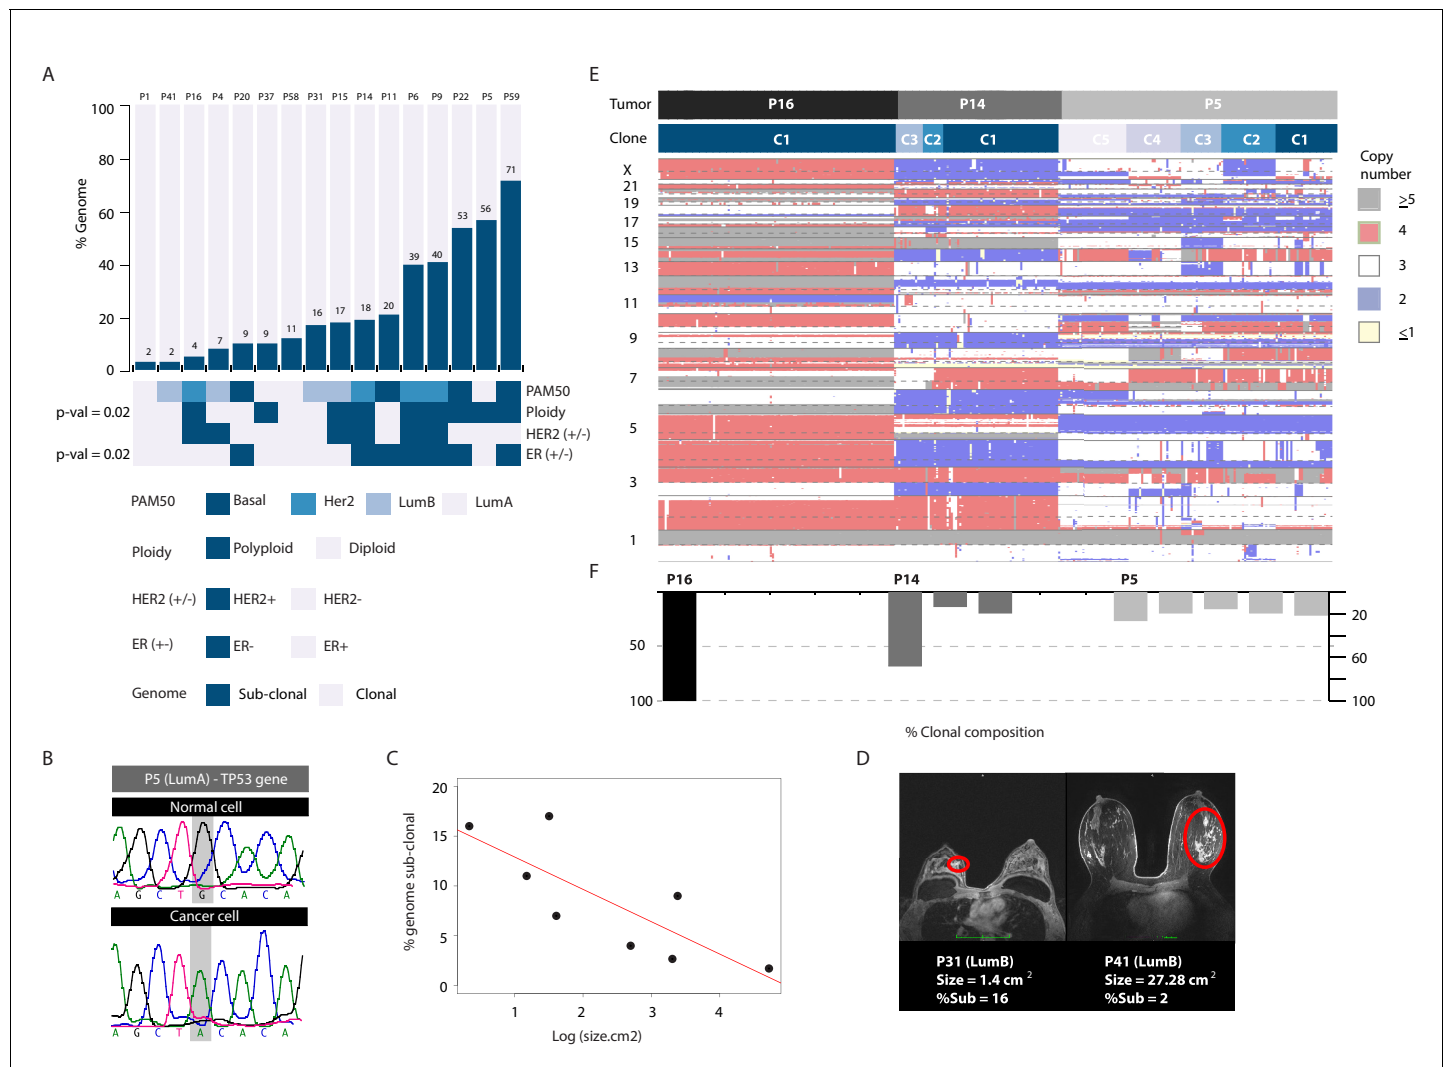 A
P1 P41 P16 P4 P20 P37 P58 P31 P15 P14 P11 P6 P9 P22 P5 P59
% Genome
100
80
60
40
20
0
2 2 4 7 9 9 11 16 17 18 20 39 40 53 56 71
PAM50
p-val = 0.02 Ploidy
HER2 (+/-)
p-val = 0.02 ER (+/-)
PAM50 Basal Her2 LumB LumA
Ploidy Polyploid Diploid
HER2 (+/-) HER2+ HER2-
ER (+-) ER- ER+
Genome Sub-clonal Clonal
E
Tumor P16 P14 P5
Clone C1 C3 C2 C1 C5 C4 C3 C2 C1
X
21
19
17
15
13
11
9
7
5
3
1
Copy
number
≥5
4
3
2
≤1
F
P16 P14 P5
50
100
20
60
100
% Clonal composition
B
P5 (LumA) - TP53 gene
Normal cell
A G C T G C A C A
Cancer cell
A G C T A C A C A
C
% genome sub-clonal
20
15
10
5
0
1 2 3 4
Log (size.cm2)
D
P31 (LumB)
Size = 1.4 cm 2
%Sub = 16
P41 (LumB)
Size = 27.28 cm 2
%Sub = 2